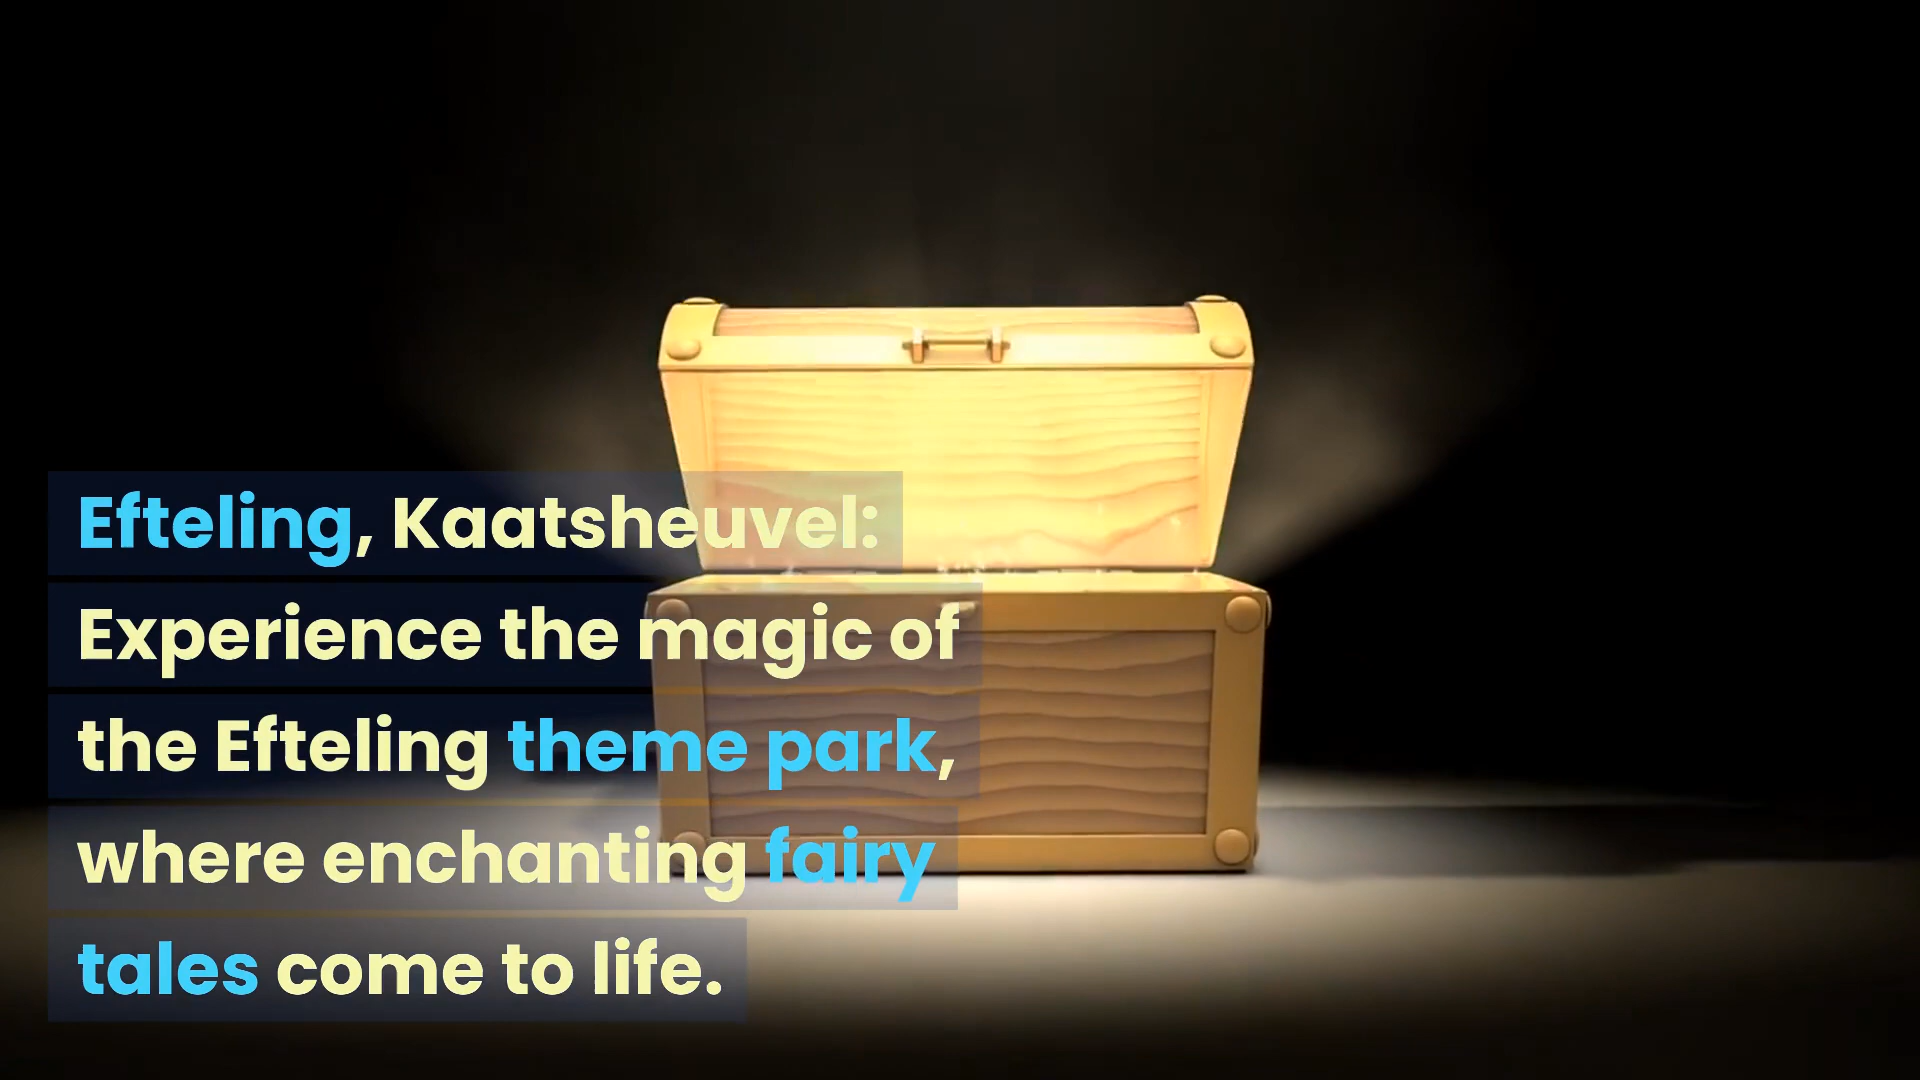 Efteling, Kaatsheuvel:
Experience the magic of
the Efteling theme park,
where enchanting fairy
tales come to life.